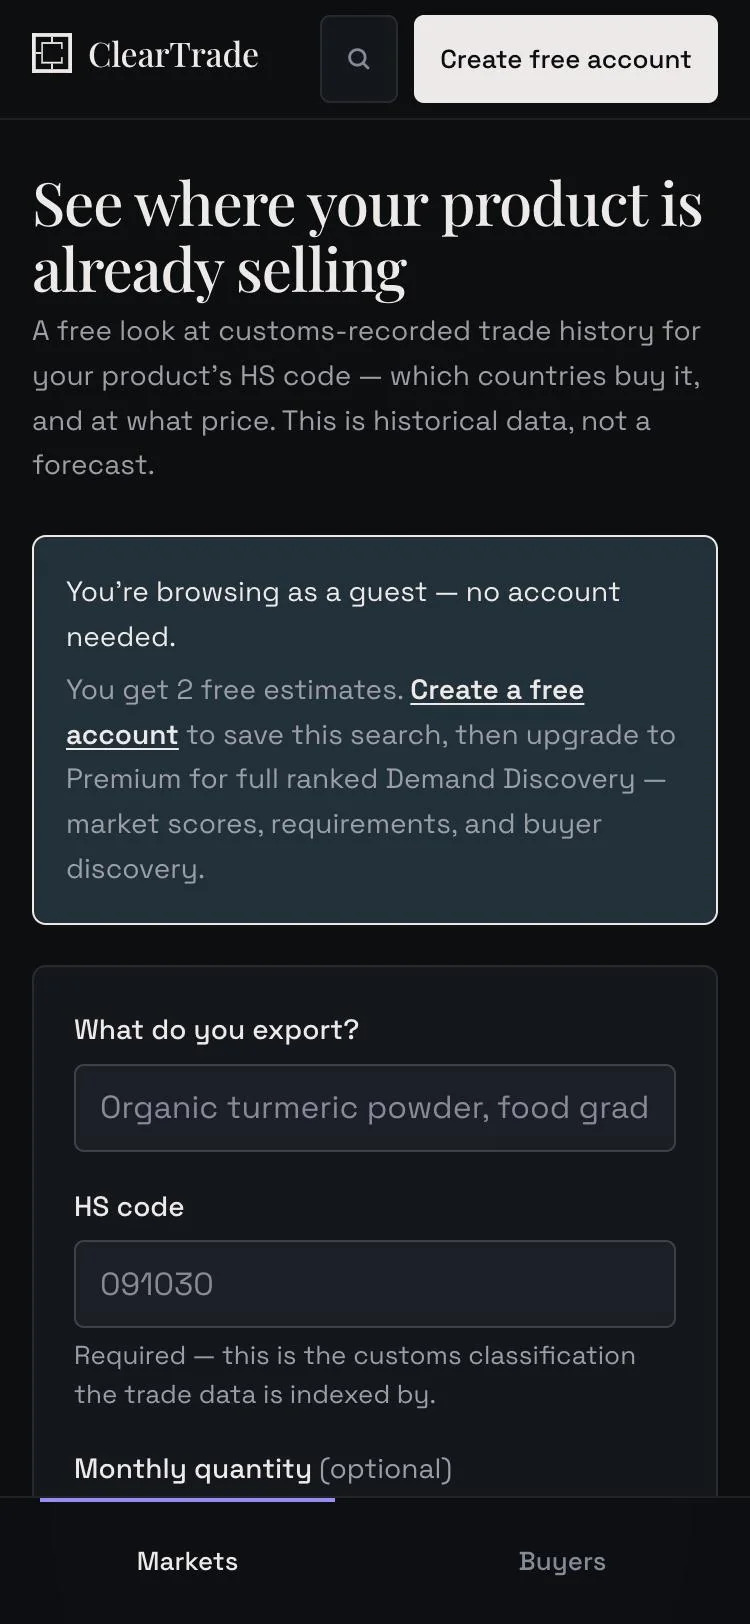 ClearTrade
Create free account
See where your product is
already selling
A free look at customs-recorded trade history for
your product's HS code — which countries buy it,
and at what price. This is historical data, not a
forecast.
You're browsing as a guest — no account
needed.
You get 2 free estimates. Create a free
account to save this search, then upgrade to
Premium for full ranked Demand Discovery —
market scores, requirements, and buyer
discovery.
What do you export?
Organic turmeric powder, food grad
HS code
091030
Required — this is the customs classification
the trade data is indexed by.
Monthly quantity (optional)
Markets
Buyers